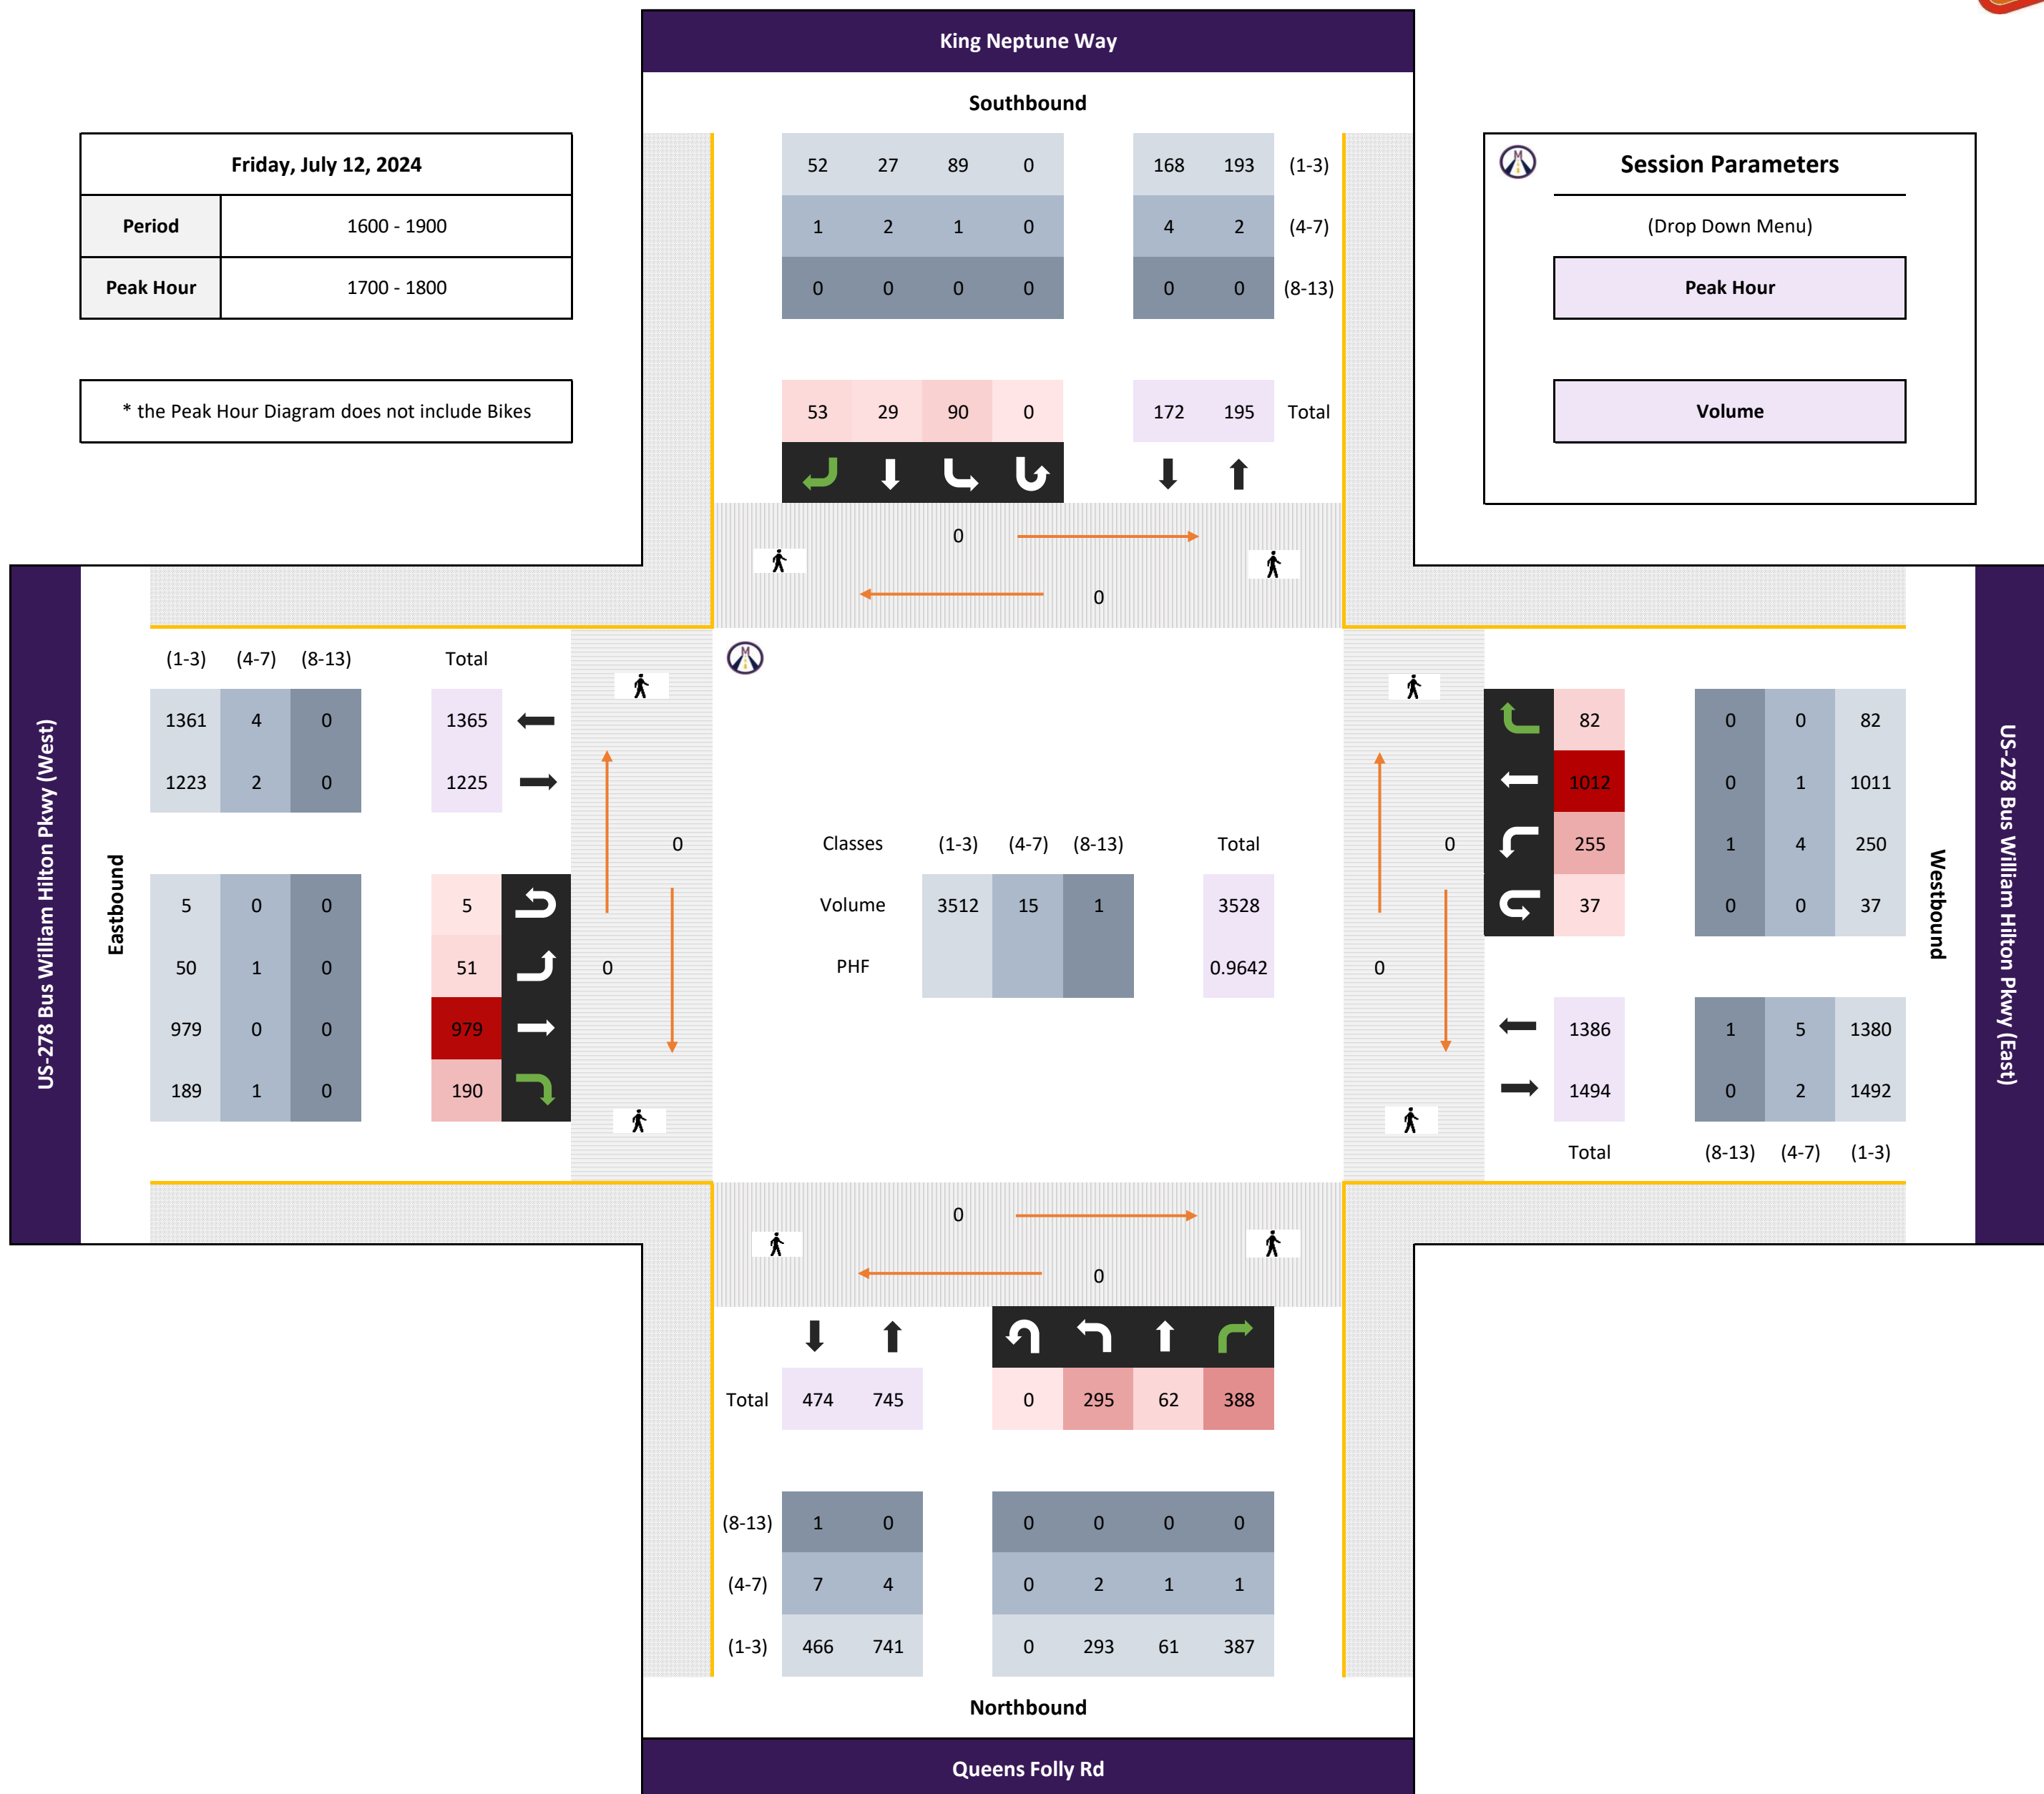 King Neptune Way
Southbound
Friday, July 12, 2024
Period 1600 - 1900
Peak Hour 1700 - 1800
* the Peak Hour Diagram does not include Bikes
52 27 89 0 168 193 (1-3)
1 2 1 0 4 2 (4-7)
0 0 0 0 0 0 (8-13)
53 29 90 0 172 195 Total
M Session Parameters
(Drop Down Menu)
Peak Hour
Volume
0
0
US-278 Bus William Hilton Pkwy (West)
Eastbound
(1-3) (4-7) (8-13) Total
1361 4 0 1365
1223 2 0 1225
5 0 0 5
50 1 0 51
979 0 0 979
189 1 0 190
0
0
M
Classes (1-3) (4-7) (8-13) Total
Volume 3512 15 1 3528
PHF 0.9642
0
0
82 0 0 82
1012 0 1 1011
255 1 4 250
37 0 0 37
1386 1 5 1380
1494 0 2 1492
Total (8-13) (4-7) (1-3)
Westbound
US-278 Bus William Hilton Pkwy (East)
0
0
Total 474 745 0 295 62 388
(8-13) 1 0 0 0 0 0
(4-7) 7 4 0 2 1 1
(1-3) 466 741 0 293 61 387
Northbound
Queens Folly Rd